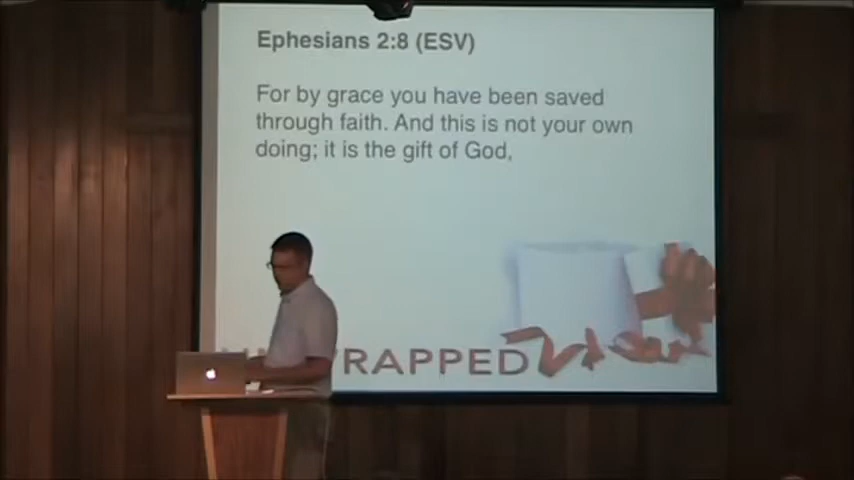 Ephesians 2:8 (ESV)
For by grace you have been saved
through faith. And this is not your own
doing; it is the gift of God,
RAPPED